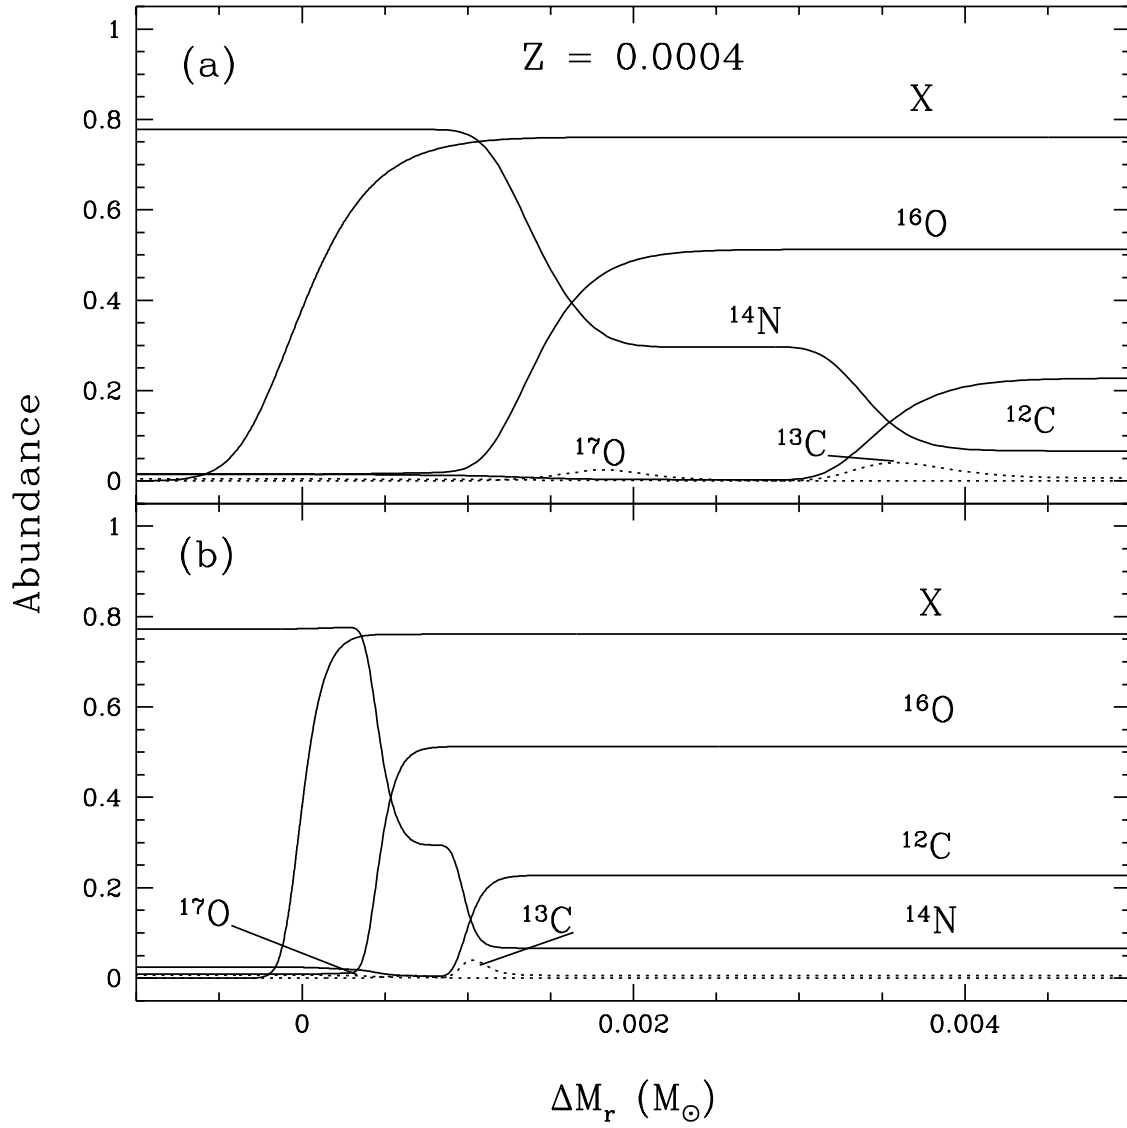 (a)
Z = 0.0004
1
0.8
0.6
0.4
0.2
0
X
¹⁶O
¹⁴N
¹²C
¹³C
¹⁷O
Abundance
(b)
1
0.8
0.6
0.4
0.2
0
X
¹⁶O
¹²C
¹⁷O
¹³C
¹⁴N
0 0.002 0.004
ΔMᵣ (M☉)